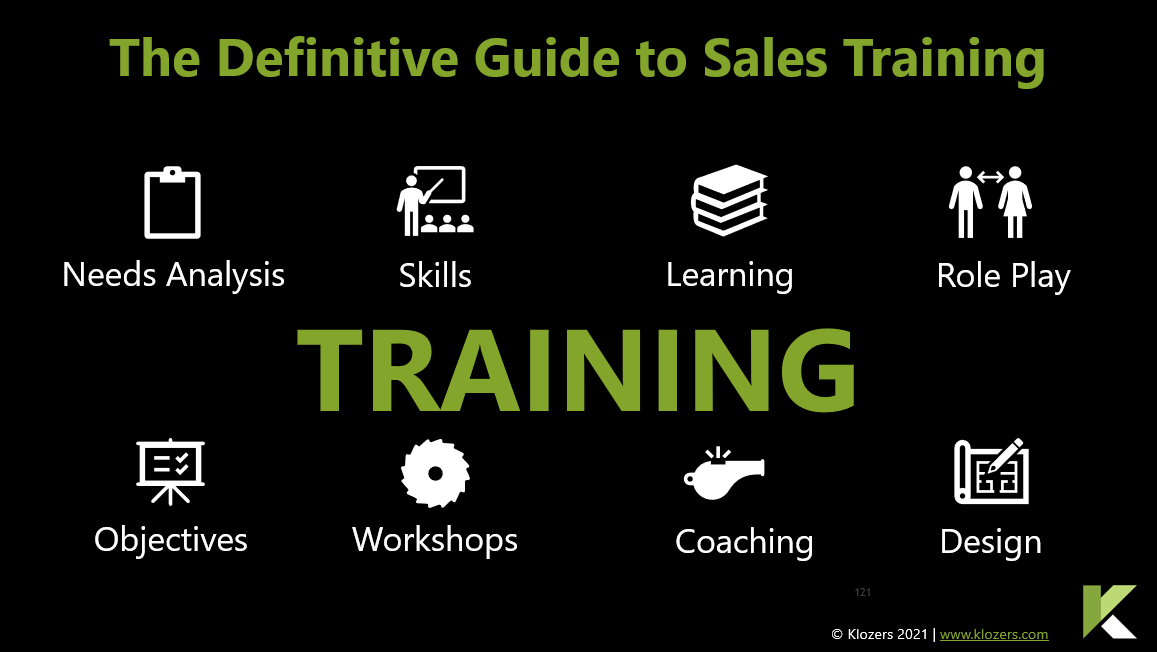 The Definitive Guide to Sales Training
Needs Analysis
Skills
Learning
Role Play
TRAINING
Objectives
Workshops
Coaching
Design
121
© Klozers 2021 | www.klozers.com